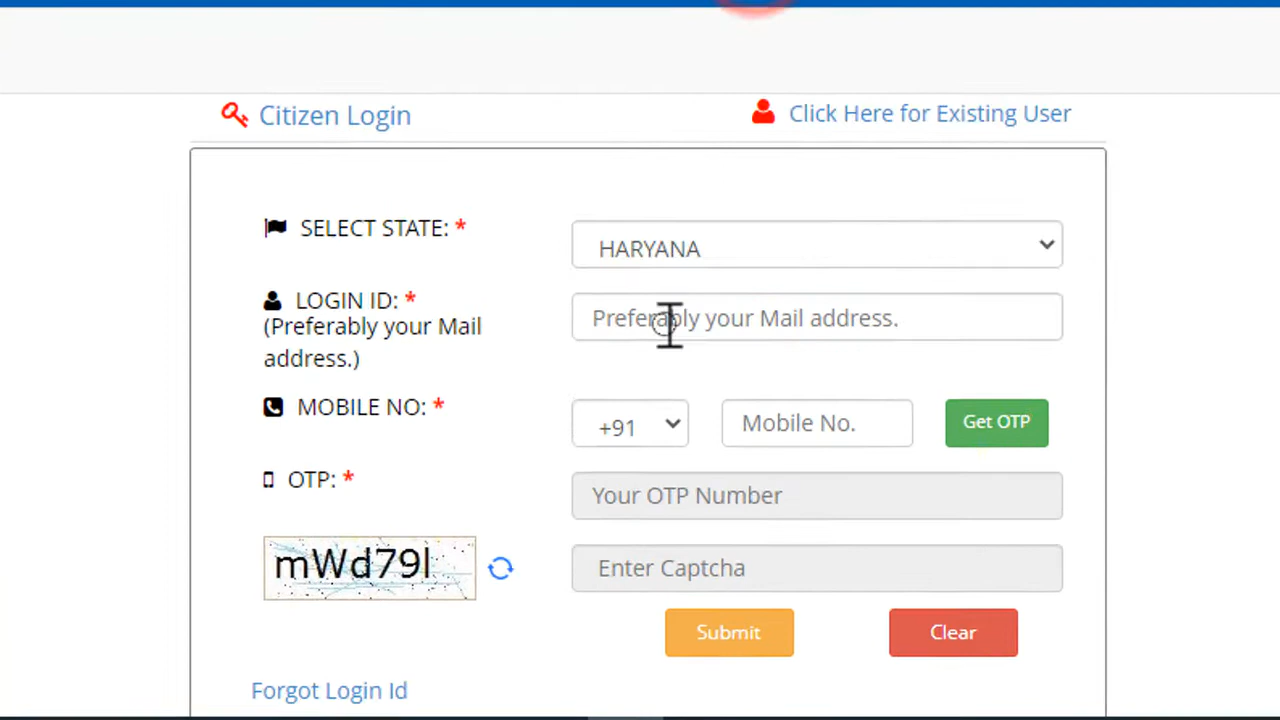 Citizen Login
Click Here for Existing User
SELECT STATE: *
HARYANA
LOGIN ID: *
(Preferably your Mail
address.)
Preferably your Mail address.
MOBILE NO: *
+91
Mobile No.
Get OTP
OTP: *
Your OTP Number
mWd79l
Enter Captcha
Submit
Clear
Forgot Login Id